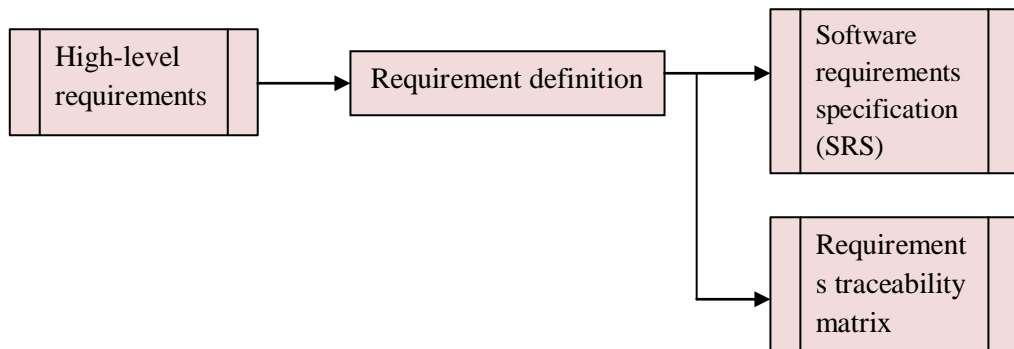 High-level
requirements
Requirement definition
Software
requirements
specification
(SRS)
Requirement
s traceability
matrix